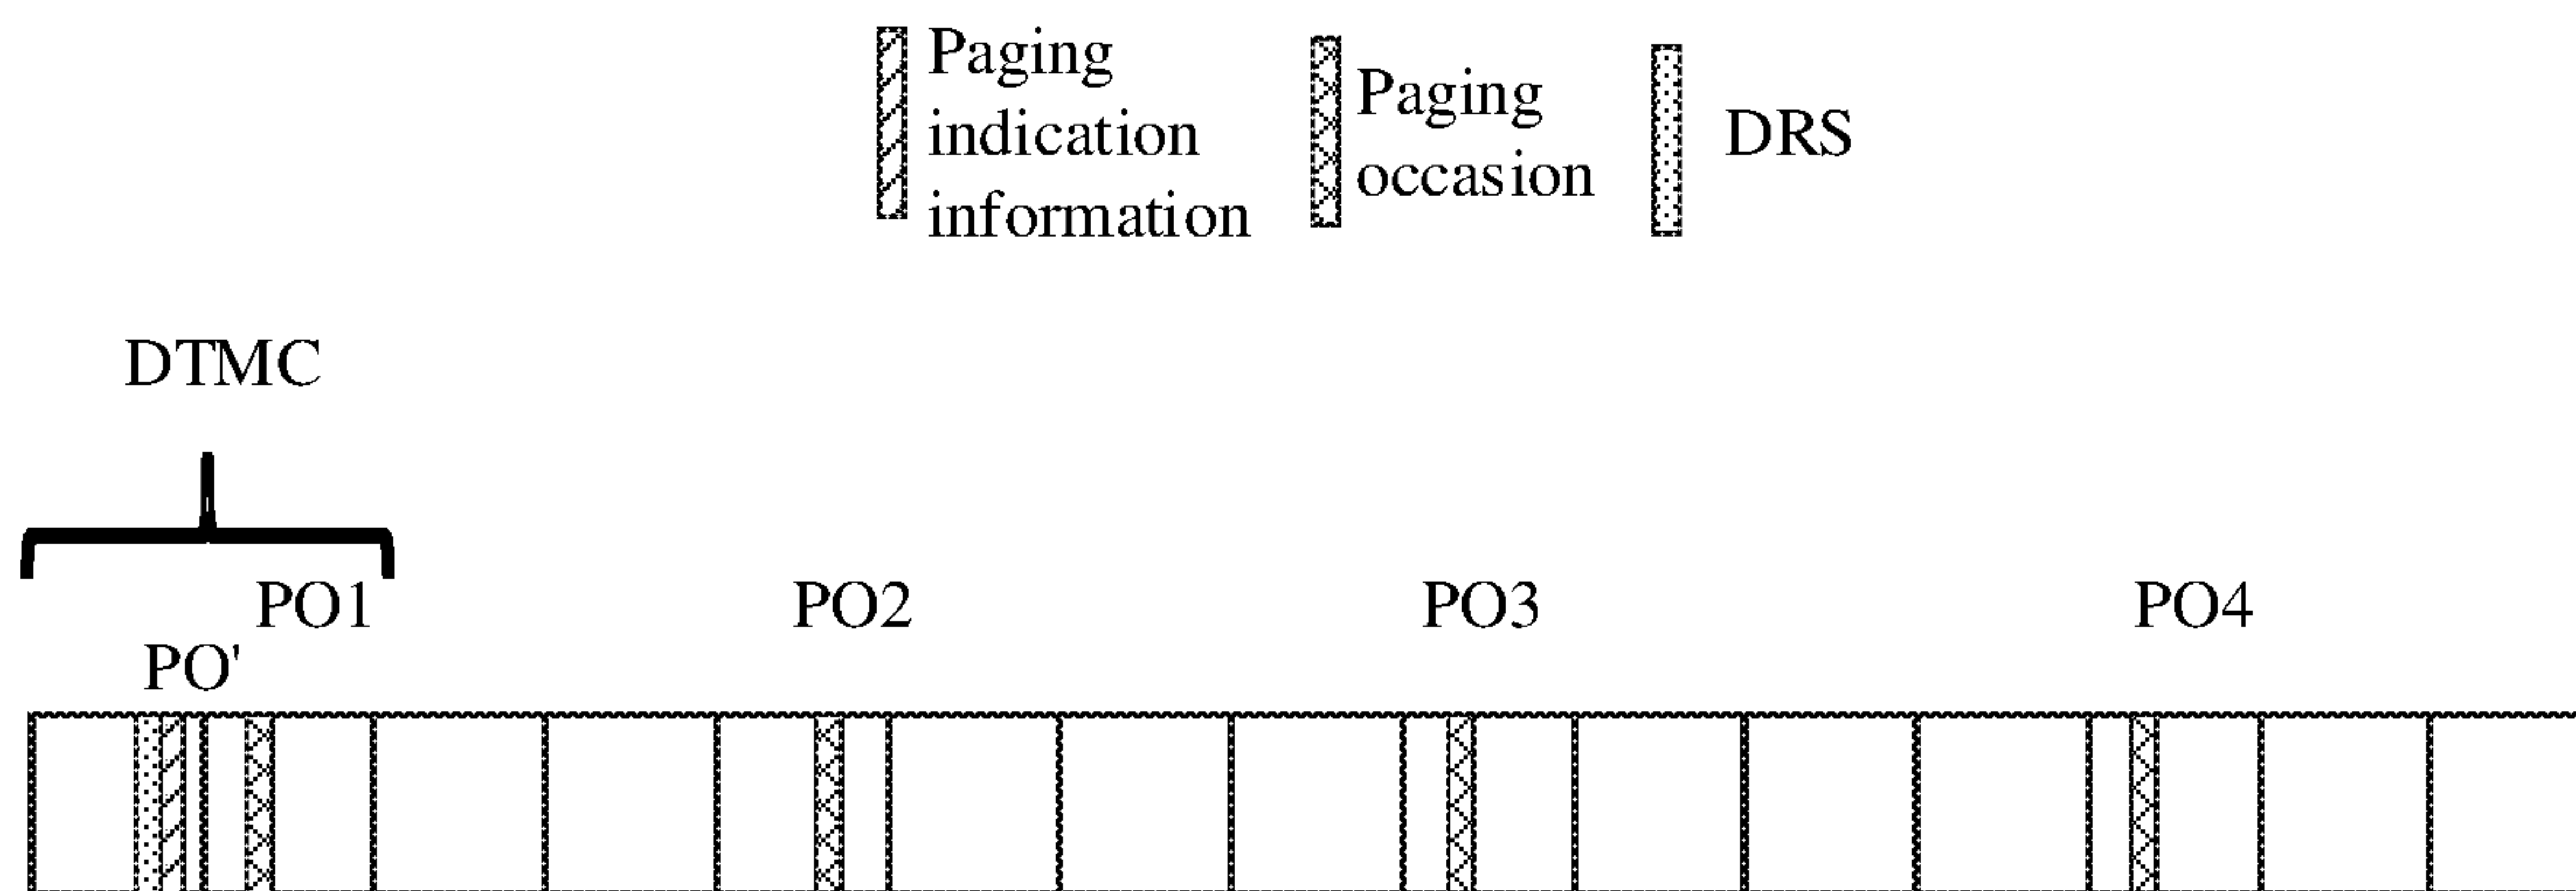 Paging
indication
information
Paging
occasion
DRS
DTMC
PO1
PO2
PO3
PO4
PO'